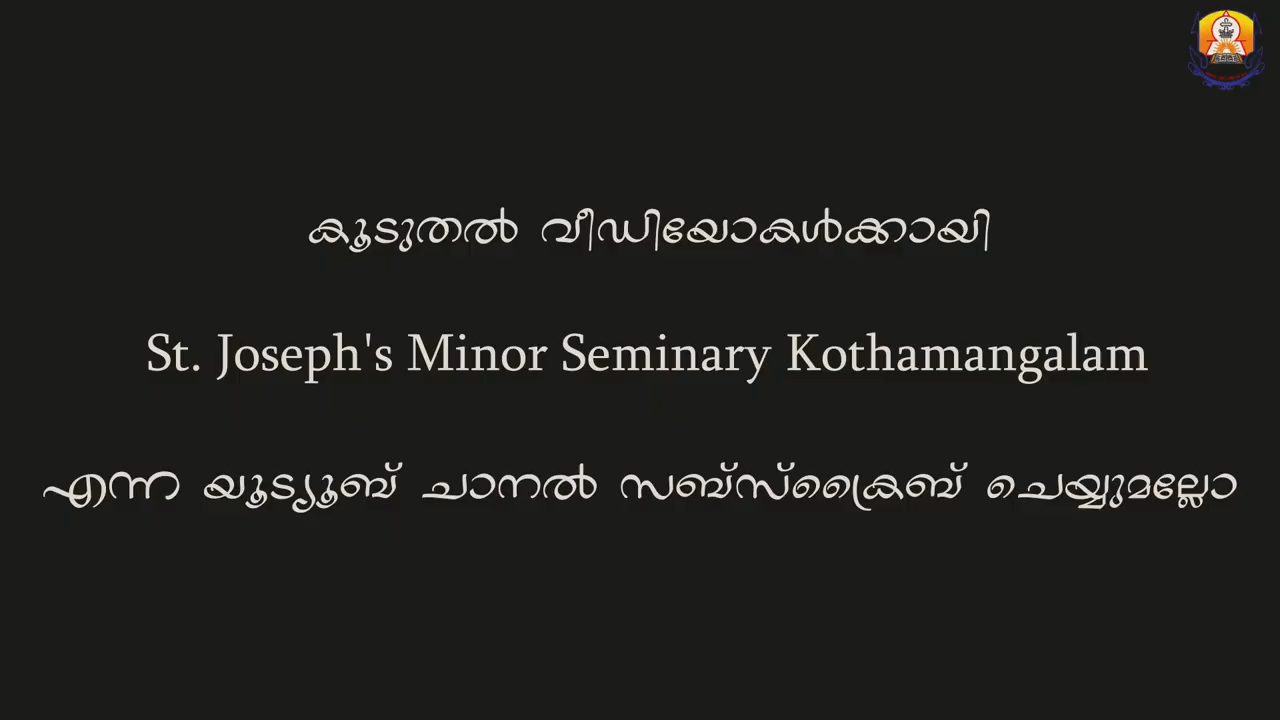 കൂടുതൽ വീഡിയോകൾക്കായി
St. Joseph's Minor Seminary Kothamangalam
എന്ന യൂട്യൂബ് ചാനൽ സബ്സ്ക്രൈബ് ചെയ്യുമല്ലോ